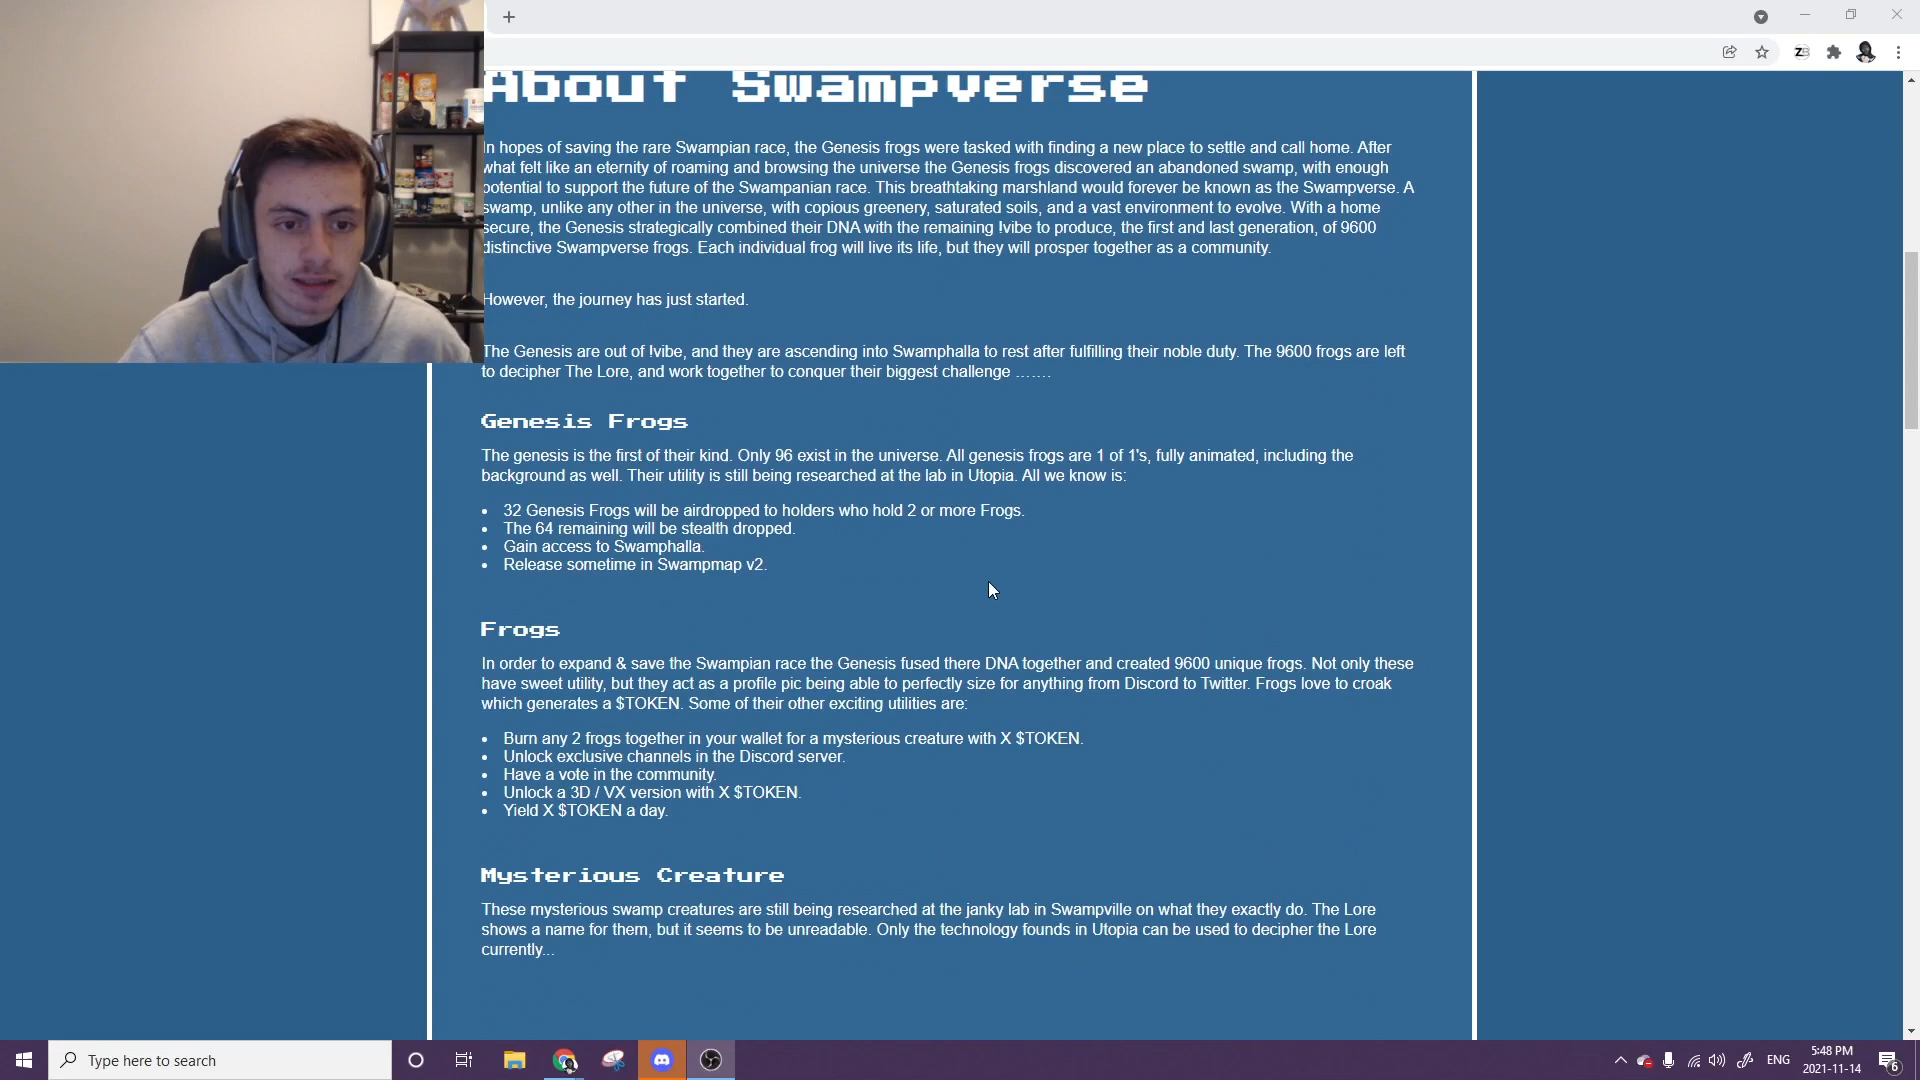 About Swampverse
In hopes of saving the rare Swampian race, the Genesis frogs were tasked with finding a new place to settle and call home. After
what felt like an eternity of roaming and browsing the universe the Genesis frogs discovered an abandoned swamp, with enough
potential to support the future of the Swampanian race. This breathtaking marshland would forever be known as the Swampverse. A
swamp, unlike any other in the universe, with copious greenery, saturated soils, and a vast environment to evolve. With a home
secure, the Genesis strategically combined their DNA with the remaining !vibe to produce, the first and last generation, of 9600
distinctive Swampverse frogs. Each individual frog will live its life, but they will prosper together as a community.
However, the journey has just started.
The Genesis are out of !vibe, and they are ascending into Swamphalla to rest after fulfilling their noble duty. The 9600 frogs are left
to decipher The Lore, and work together to conquer their biggest challenge …….
Genesis Frogs
The genesis is the first of their kind. Only 96 exist in the universe. All genesis frogs are 1 of 1's, fully animated, including the
background as well. Their utility is still being researched at the lab in Utopia. All we know is:
• 32 Genesis Frogs will be airdropped to holders who hold 2 or more Frogs.
• The 64 remaining will be stealth dropped.
• Gain access to Swamphalla.
• Release sometime in Swampmap v2.
Frogs
In order to expand & save the Swampian race the Genesis fused there DNA together and created 9600 unique frogs. Not only these
have sweet utility, but they act as a profile pic being able to perfectly size for anything from Discord to Twitter. Frogs love to croak
which generates a $TOKEN. Some of their other exciting utilities are:
• Burn any 2 frogs together in your wallet for a mysterious creature with X $TOKEN.
• Unlock exclusive channels in the Discord server.
• Have a vote in the community.
• Unlock a 3D / VX version with X $TOKEN.
• Yield X $TOKEN a day.
Mysterious Creature
These mysterious swamp creatures are still being researched at the janky lab in Swampville on what they exactly do. The Lore
shows a name for them, but it seems to be unreadable. Only the technology founds in Utopia can be used to decipher the Lore
currently...
Type here to search
ENG
5:48 PM
2021-11-14
6